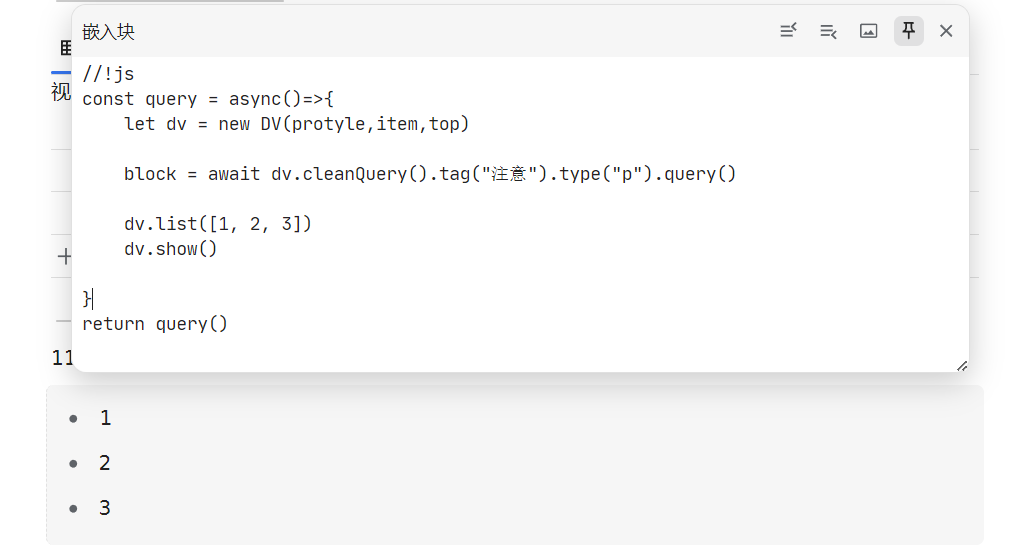 嵌入块
//!js
const query = async()=>{
let dv = new DV(protyle,item,top)
block = await dv.cleanQuery().tag("注意").type("p").query()
dv.list([1, 2, 3])
dv.show()
}
return query()
视
11
1
2
3